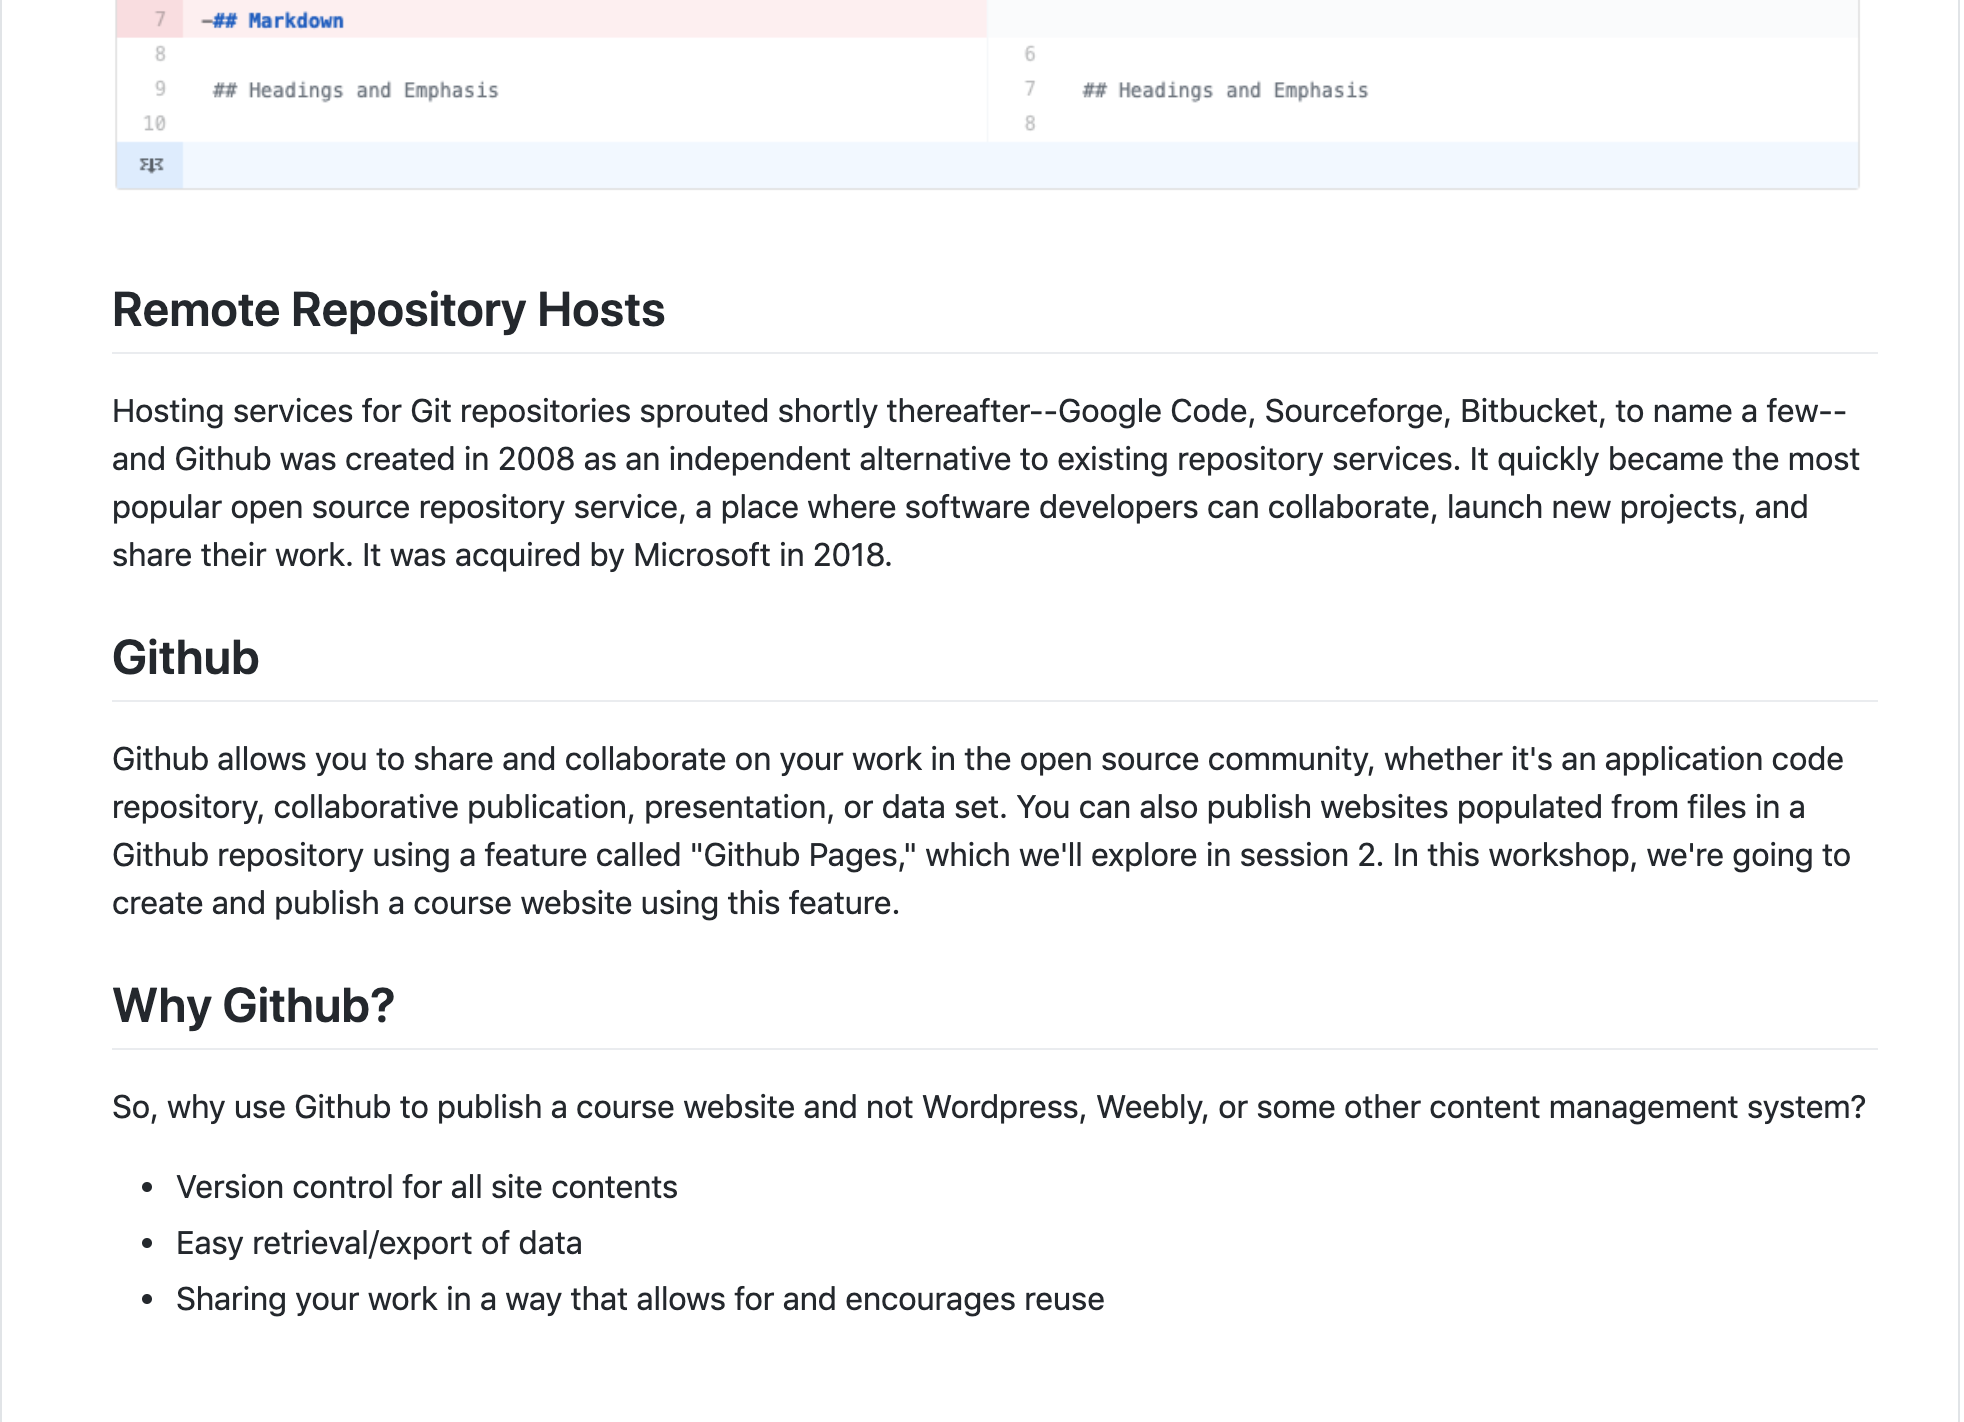 7 -## Markdown
8 6
9 ## Headings and Emphasis 7 ## Headings and Emphasis
10 8
Remote Repository Hosts
Hosting services for Git repositories sprouted shortly thereafter--Google Code, Sourceforge, Bitbucket, to name a few--
and Github was created in 2008 as an independent alternative to existing repository services. It quickly became the most
popular open source repository service, a place where software developers can collaborate, launch new projects, and
share their work. It was acquired by Microsoft in 2018.
Github
Github allows you to share and collaborate on your work in the open source community, whether it's an application code
repository, collaborative publication, presentation, or data set. You can also publish websites populated from files in a
Github repository using a feature called "Github Pages," which we'll explore in session 2. In this workshop, we're going to
create and publish a course website using this feature.
Why Github?
So, why use Github to publish a course website and not Wordpress, Weebly, or some other content management system?
• Version control for all site contents
• Easy retrieval/export of data
• Sharing your work in a way that allows for and encourages reuse